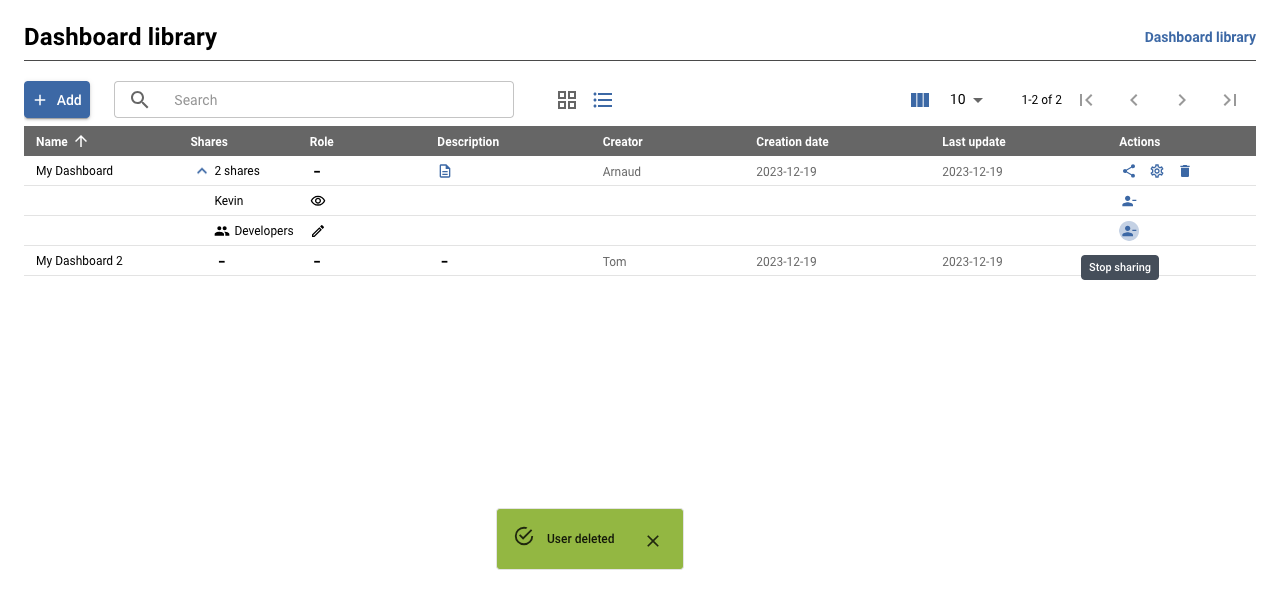 Dashboard library
Dashboard library
Add
Search
10
1-2 of 2
Name Shares Role Description Creator Creation date Last update Actions
My Dashboard 2 shares - Arnaud 2023-12-19 2023-12-19
Kevin
Developers
My Dashboard 2 - - - Tom 2023-12-19 2023-12-19
Stop sharing
User deleted